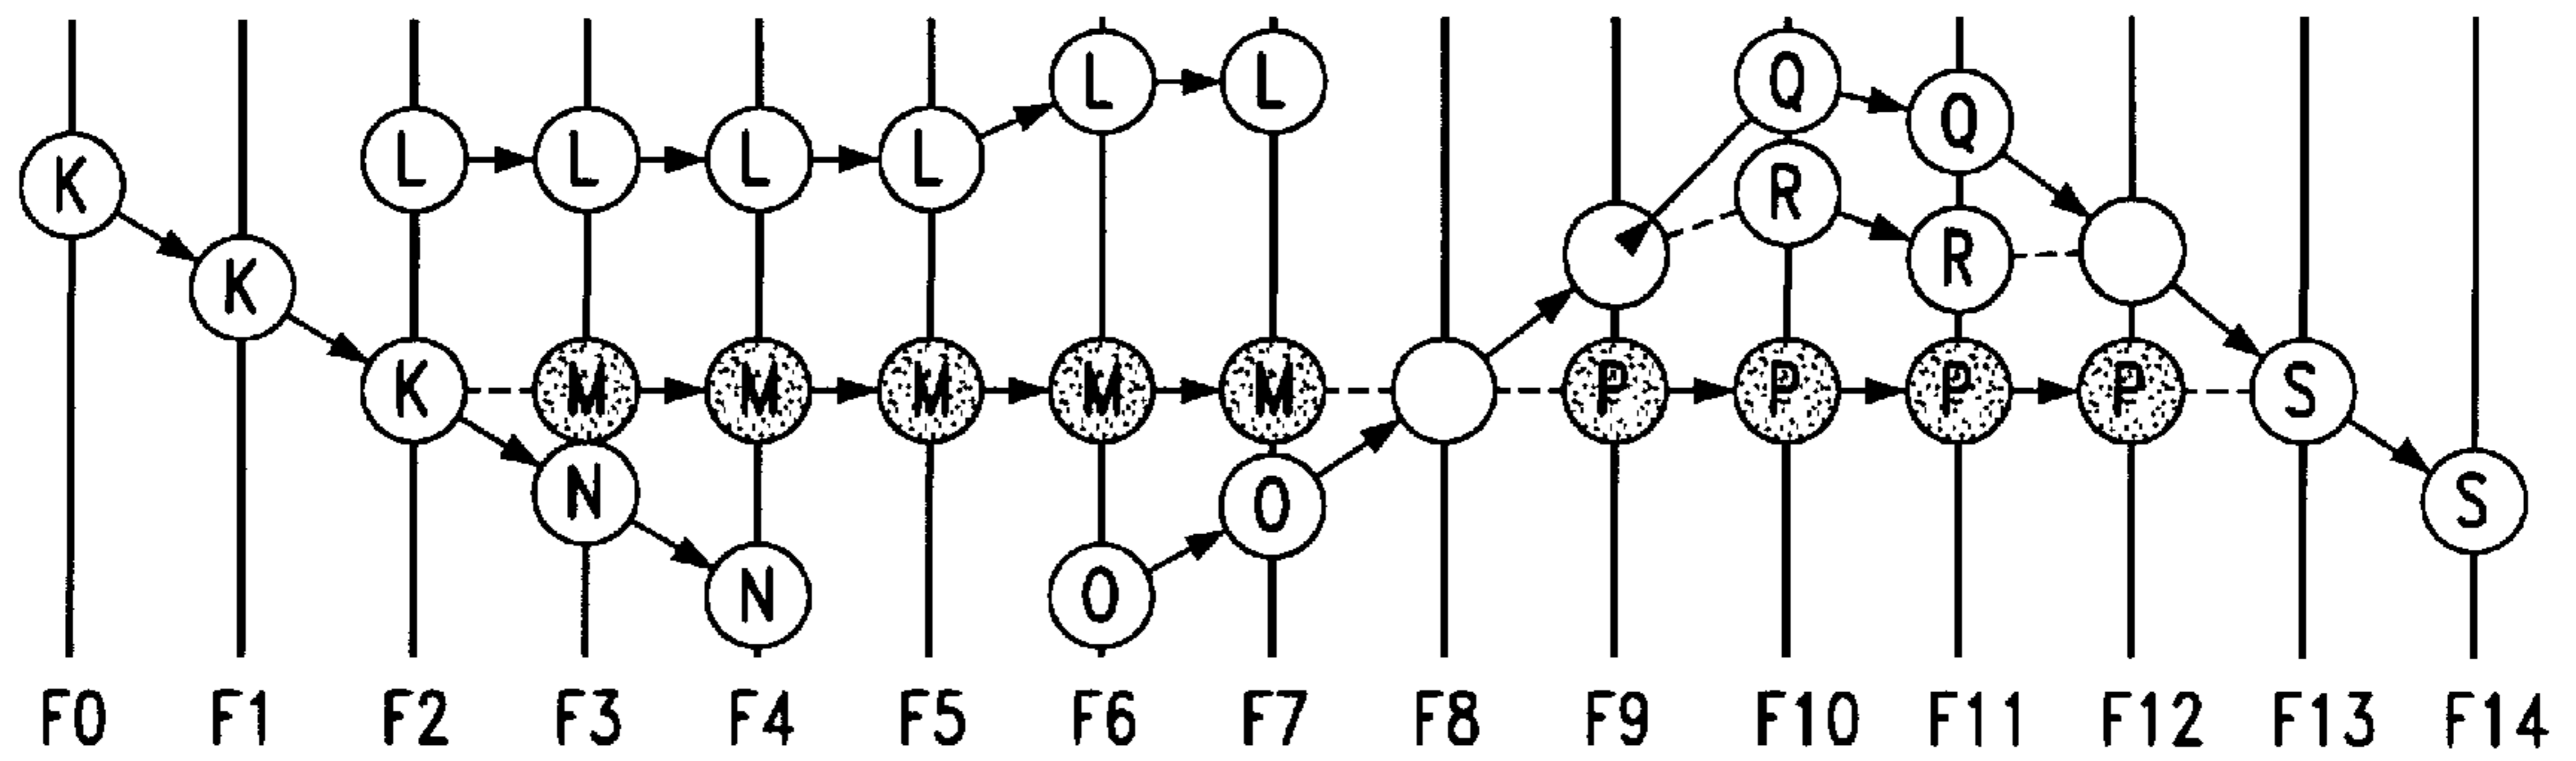 L L Q
Q
L L L L
K R
K R
K M M M M M P P P P S
N O S
N O
F0 F1 F2 F3 F4 F5 F6 F7 F8 F9 F10 F11 F12 F13 F14